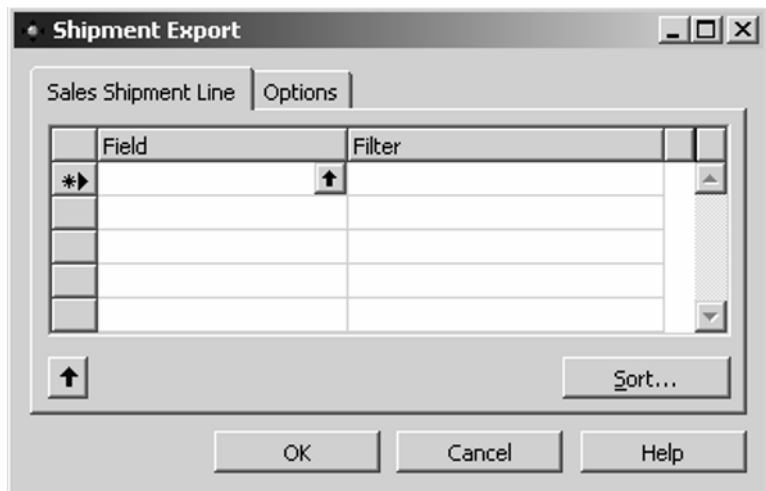 Shipment Export
Sales Shipment Line Options
Field Filter
Sort...
OK Cancel Help